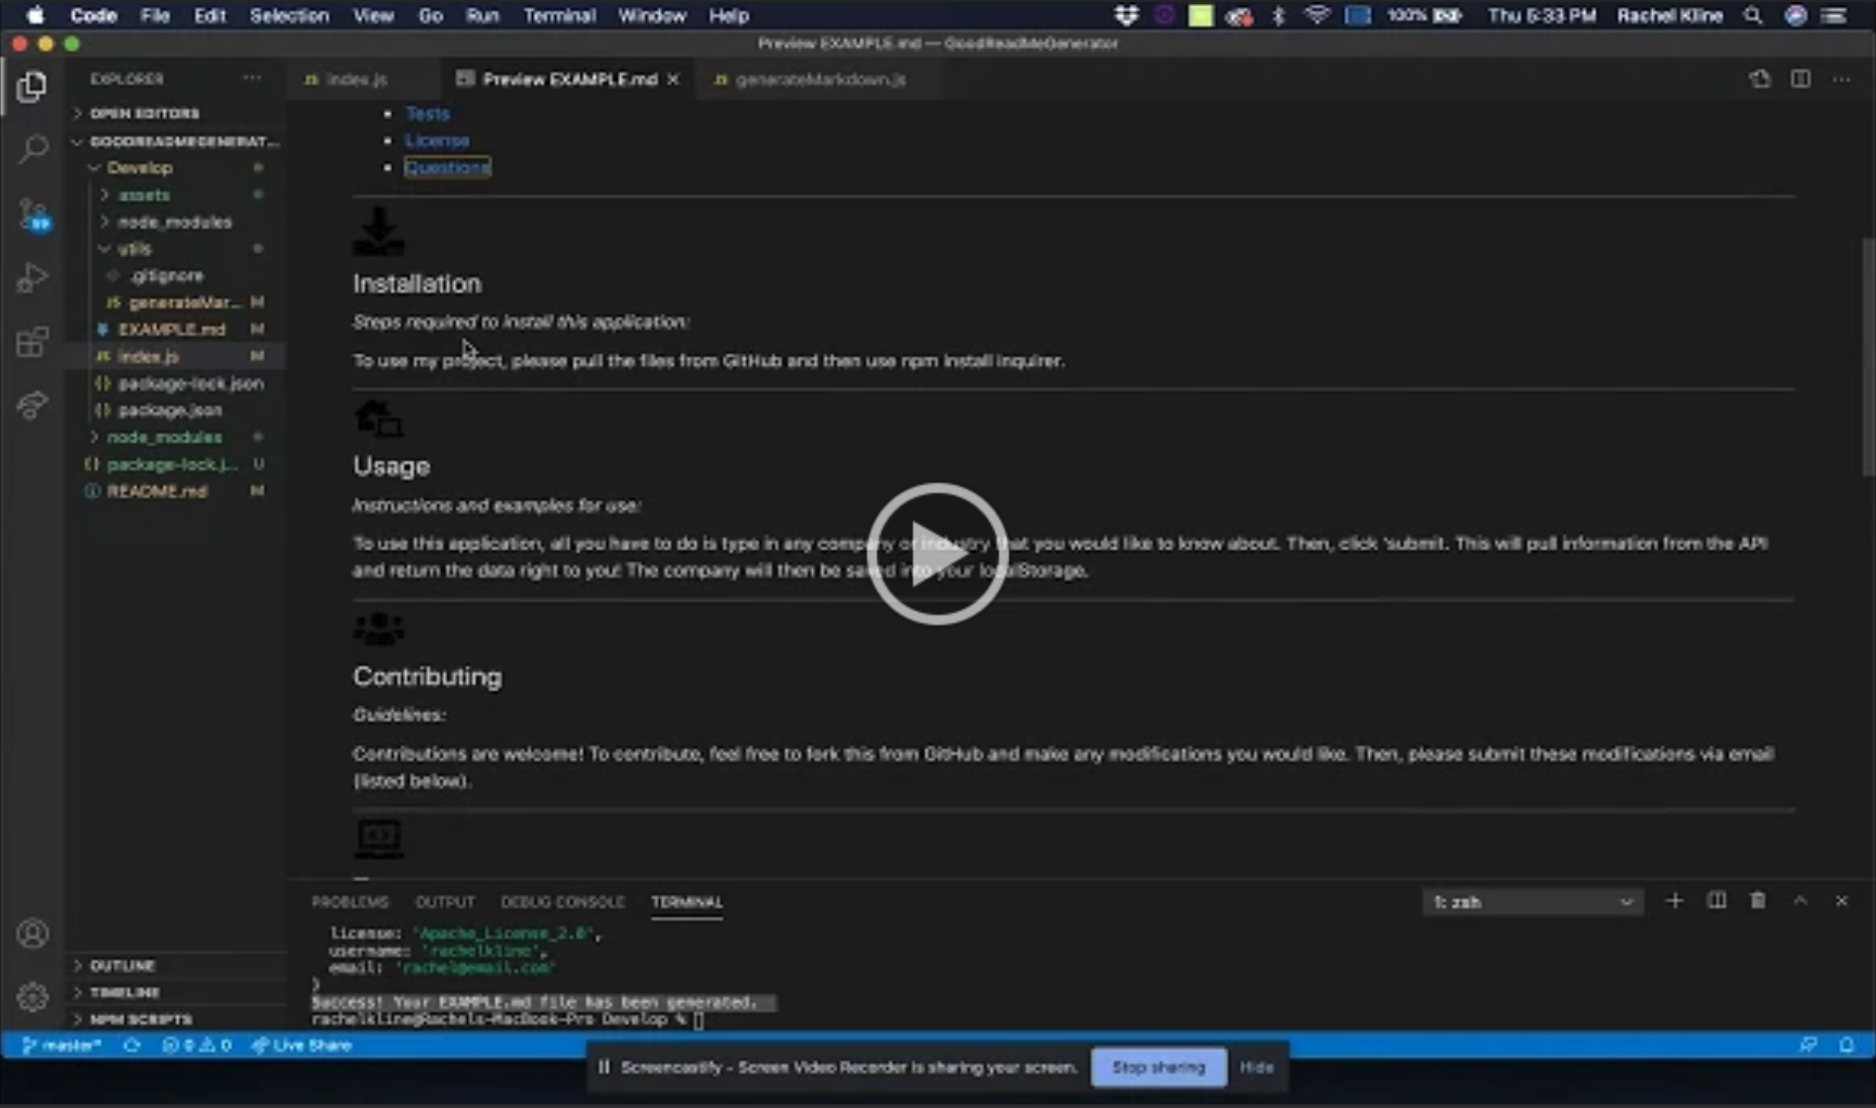 Code File Edit Selection View Go Run Terminal Window Help 100% Thu 5:33 PM Rachel Kline
Preview EXAMPLE.md — GoodReadMeGenerator
EXPLORER ···
index.js
Preview EXAMPLE.md ×
generateMarkdown.js
OPEN EDITORS
GOODREADMEGENERAT...
Develop
assets
node_modules
utils
.gitignore
JS generateMar... M
EXAMPLE.md M
JS index.js M
{} package-lock.json
{} package.json
node_modules
{} package-lock.j... U
README.md M
OUTLINE
TIMELINE
NPM SCRIPTS
• Tests
• License
• Questions
Installation
Steps required to install this application:
To use my project, please pull the files from GitHub and then use npm install inquirer.
Usage
Instructions and examples for use:
To use this application, all you have to do is type in any company or industry that you would like to know about. Then, click 'submit. This will pull information from the API
and return the data right to you! The company will then be saved into your localStorage.
Contributing
Guidelines:
Contributions are welcome! To contribute, feel free to fork this from GitHub and make any modifications you would like. Then, please submit these modifications via email
(listed below).
PROBLEMS OUTPUT DEBUG CONSOLE TERMINAL 1: zsh
license: 'Apache_License_2.0',
username: 'rachelkline',
email: 'rachel@email.com'
}
Success! Your EXAMPLE.md file has been generated.
rachelkline@Rachels-MacBook-Pro Develop %
master* 0 0 Live Share
Screencastify - Screen Video Recorder is sharing your screen. Stop sharing Hide